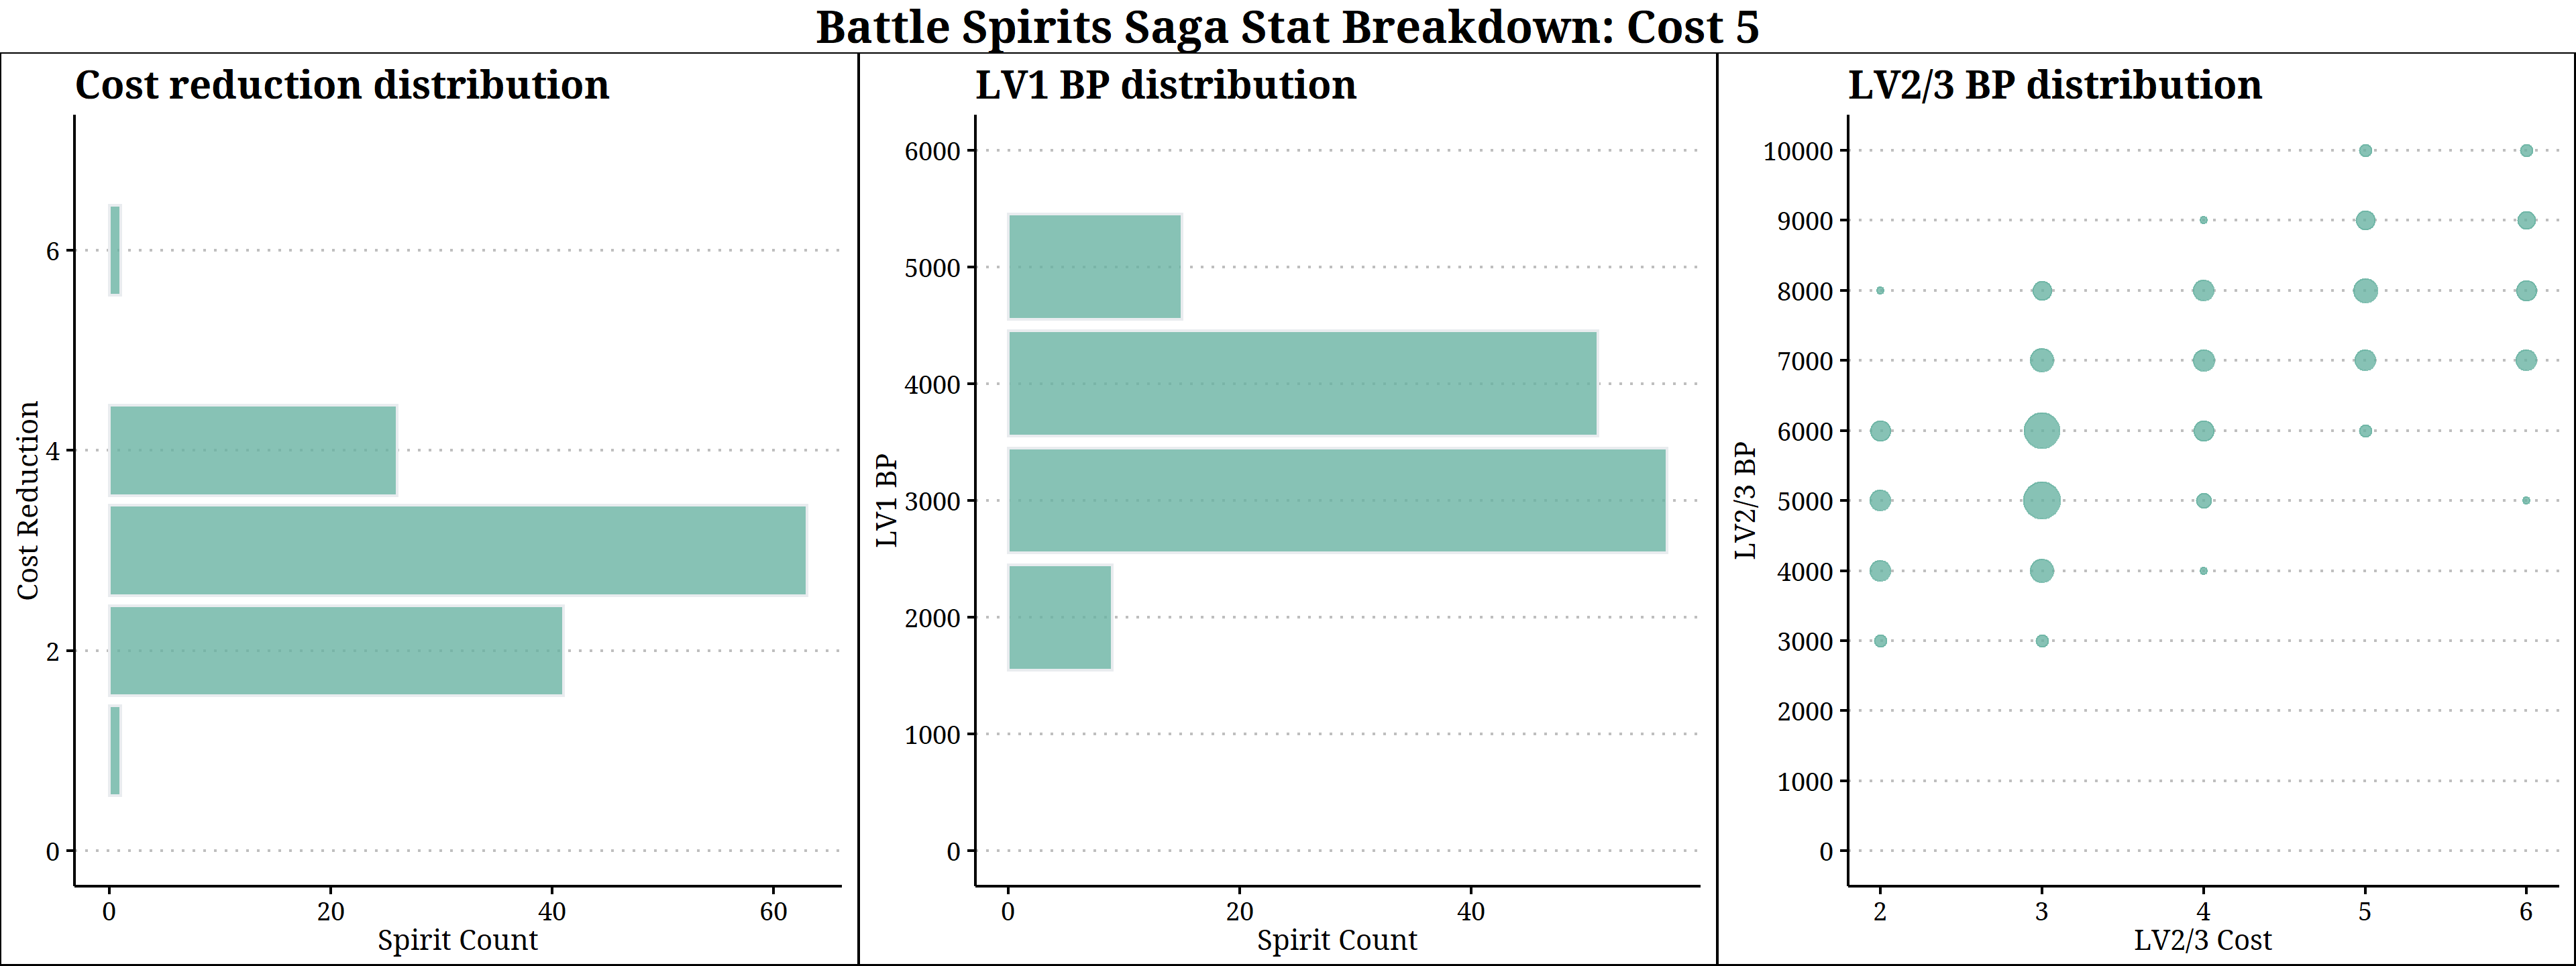 Battle Spirits Saga Stat Breakdown: Cost 5
Cost reduction distribution
Cost Reduction
6
4
2
0
0 20 40 60
Spirit Count
LV1 BP distribution
LV1 BP
6000
5000
4000
3000
2000
1000
0
0 20 40
Spirit Count
LV2/3 BP distribution
LV2/3 BP
10000
9000
8000
7000
6000
5000
4000
3000
2000
1000
0
2 3 4 5 6
LV2/3 Cost